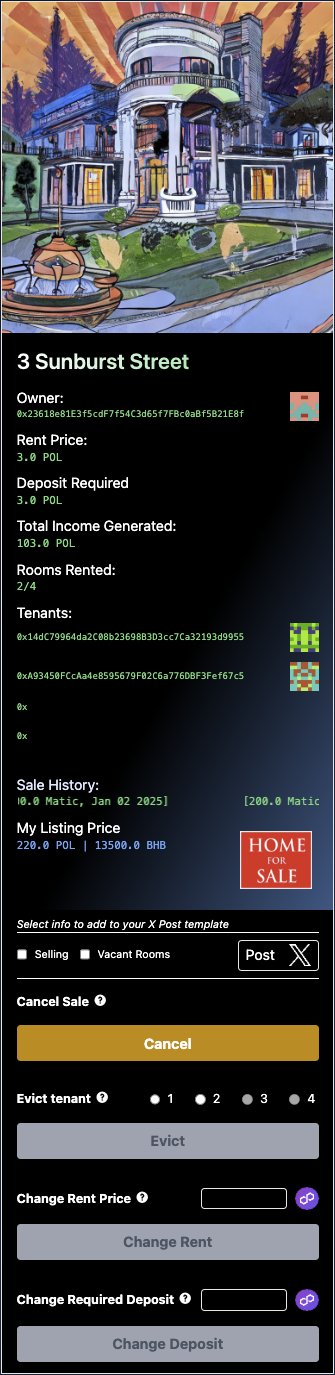 3 Sunburst Street
Owner:
0x23618e81E3f5cdF7f54C3d65f7FBc0aBf5B21E8f
Rent Price:
3.0 POL
Deposit Required
3.0 POL
Total Income Generated:
103.0 POL
Rooms Rented:
2/4
Tenants:
0x14dC79964da2C08b23698B3D3cc7Ca32193d9955
0xA93450FCcAa4e8595679F02C6a776DBF3Fef67c5
0x
0x
Sale History:
00.0 Matic, Jan 02 2025] [200.0 Matic
My Listing Price
220.0 POL | 13500.0 BHB
HOME
FOR
SALE
Select info to add to your X Post template
Selling Vacant Rooms Post X
Cancel Sale ?
Cancel
Evict tenant ? 1 2 3 4
Evict
Change Rent Price ?
Change Rent
Change Required Deposit ?
Change Deposit